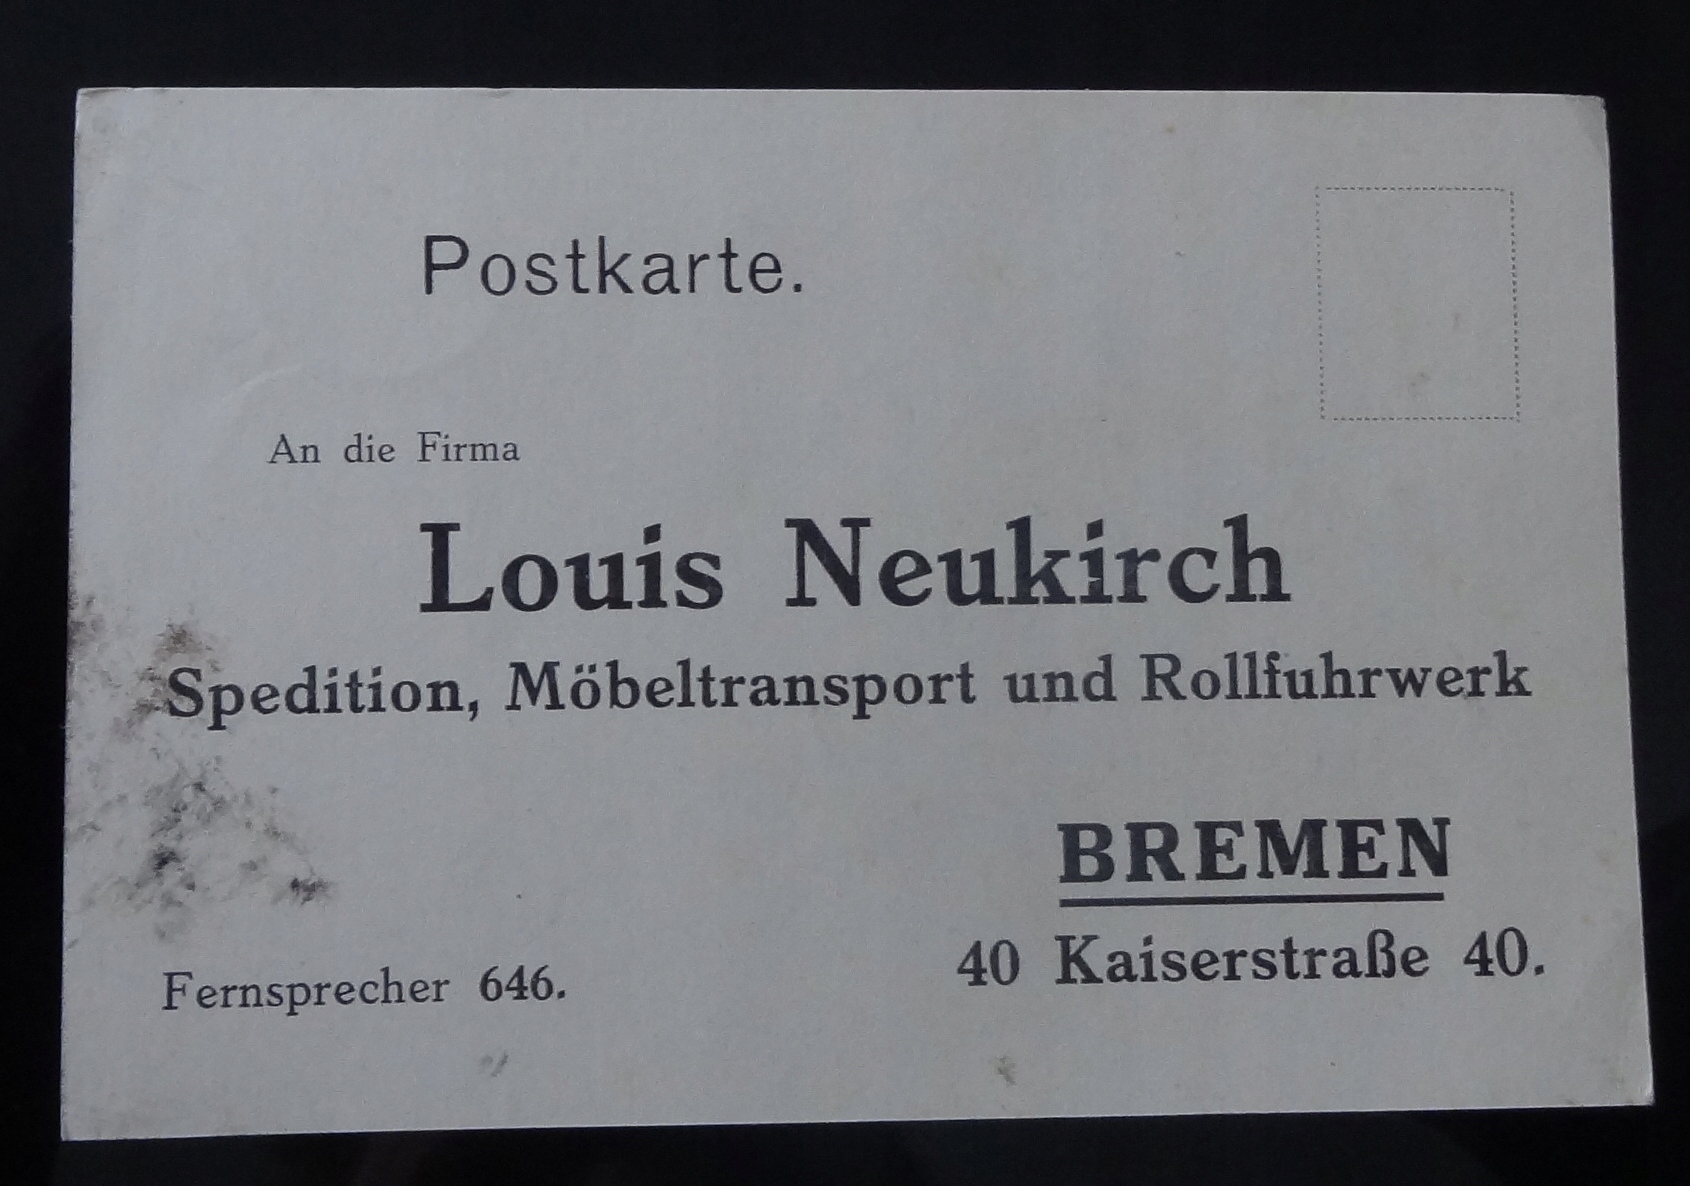 Postkarte.
An die Firma
Louis Neukirch
Spedition, Möbeltransport und Rollfuhrwerk
BREMEN
40 Kaiserstraße 40.
Fernsprecher 646.